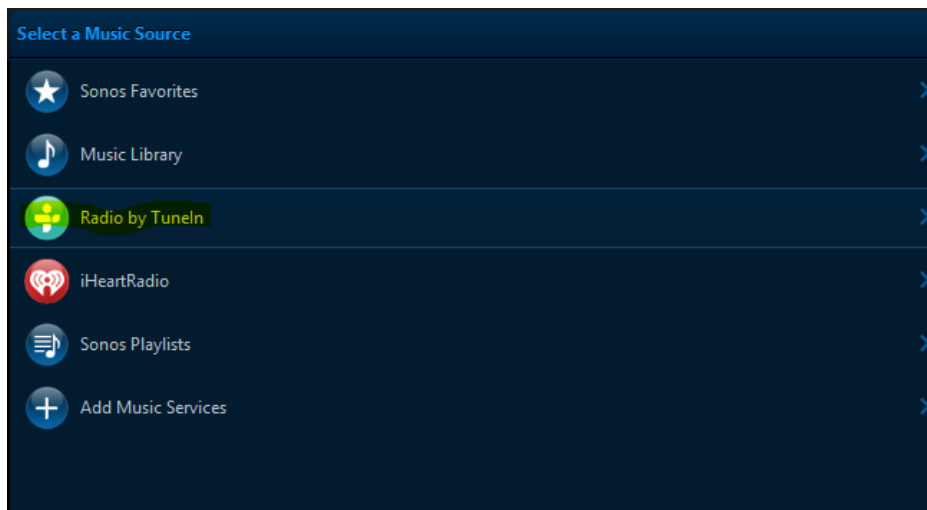 Select a Music Source
Sonos Favorites
Music Library
Radio by TuneIn
iHeartRadio
Sonos Playlists
Add Music Services